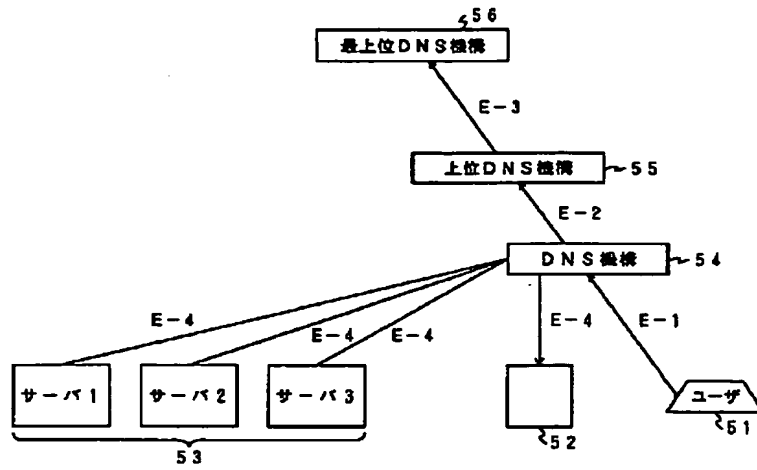 56
最上位DNS機構
E-3
上位DNS機構
55
E-2
DNS機構
54
E-4
E-4
E-4
E-4
E-1
サーバ1
サーバ2
サーバ3
ユーザ
53
52
51